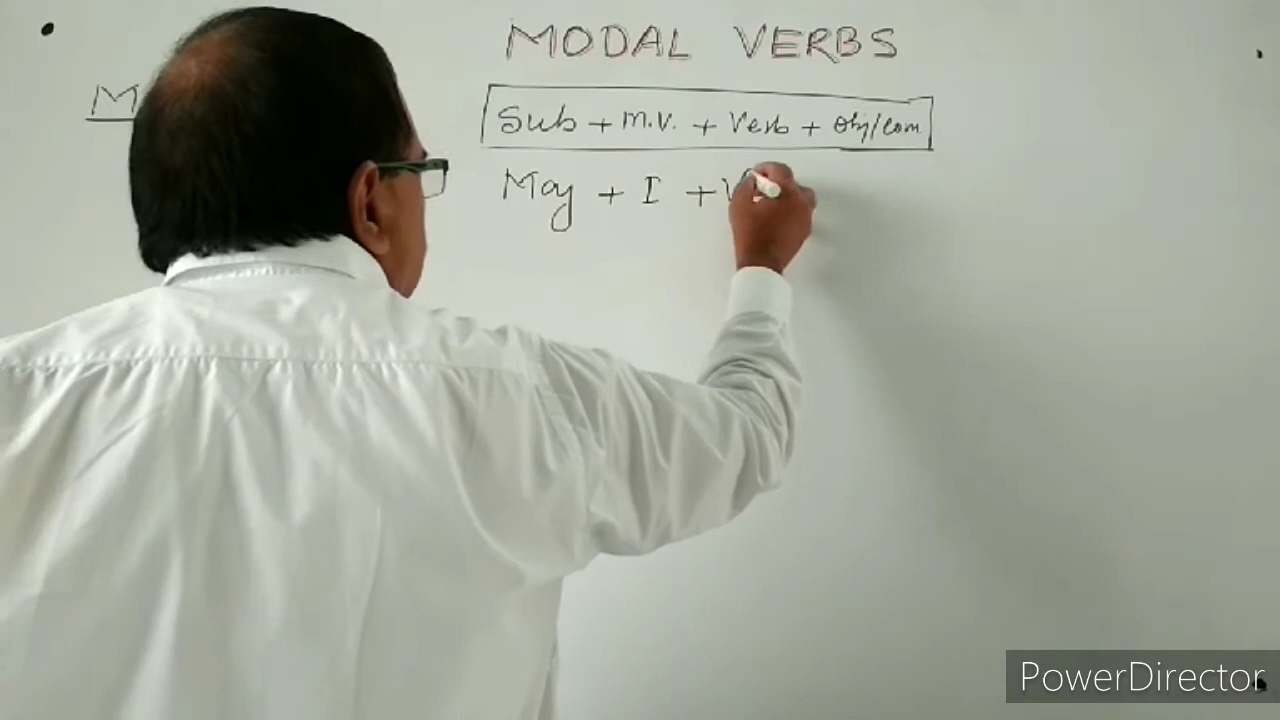 MODAL VERBS
M
Sub + m.v. + Verb + Obj/Com
May + I + V
PowerDirector